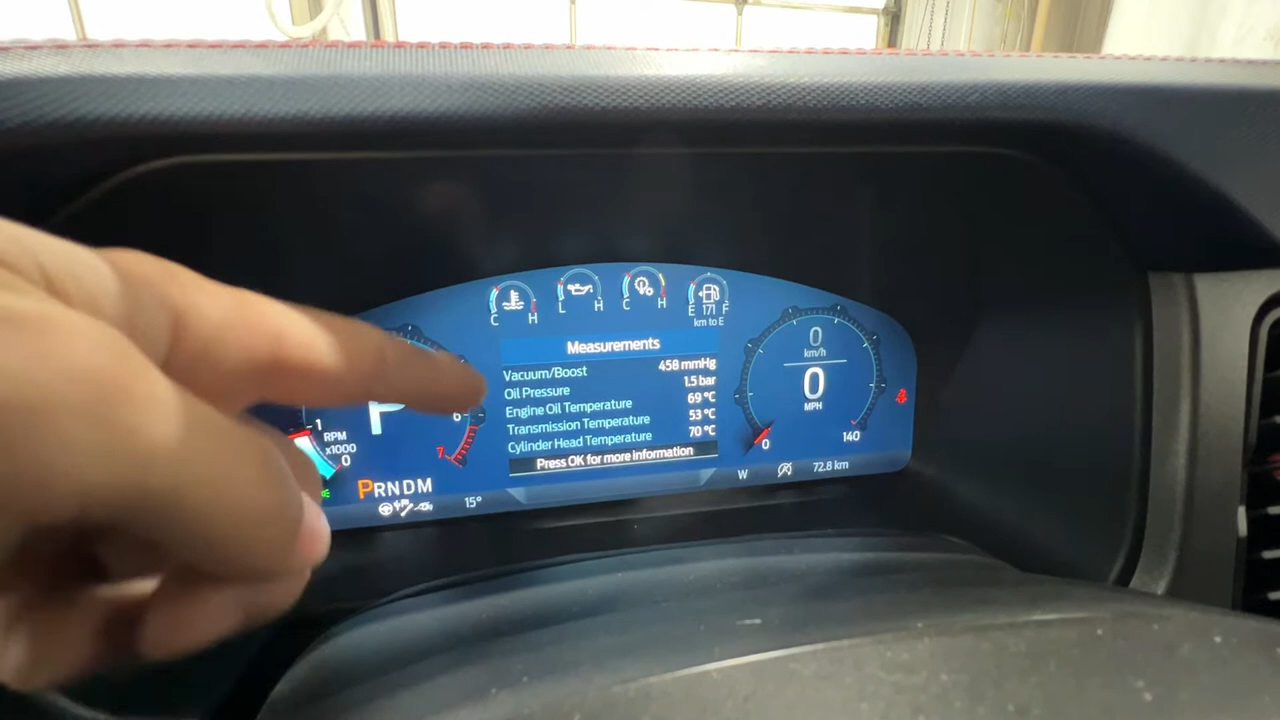 C H
L H
C H
E 171 F
km to E
Measurements
Vacuum/Boost 458 mmHg
Oil Pressure 1.5 bar
Engine Oil Temperature 69 °C
Transmission Temperature 53 °C
Cylinder Head Temperature 70 °C
Press OK for more information
P
1
RPM
x1000
0
6
7
PRNDM
15°
0
km/h
0
MPH
0
140
W
72.8 km